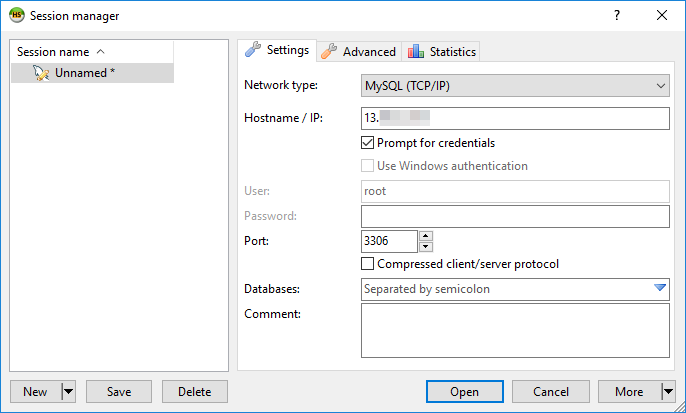 HS
Session manager
?
Session name
Unnamed *
Settings
Advanced
Statistics
Network type:
MySQL (TCP/IP)
Hostname / IP:
13.
Prompt for credentials
Use Windows authentication
User:
root
Password:
Port:
3306
Compressed client/server protocol
Databases:
Separated by semicolon
Comment:
New
Save
Delete
Open
Cancel
More